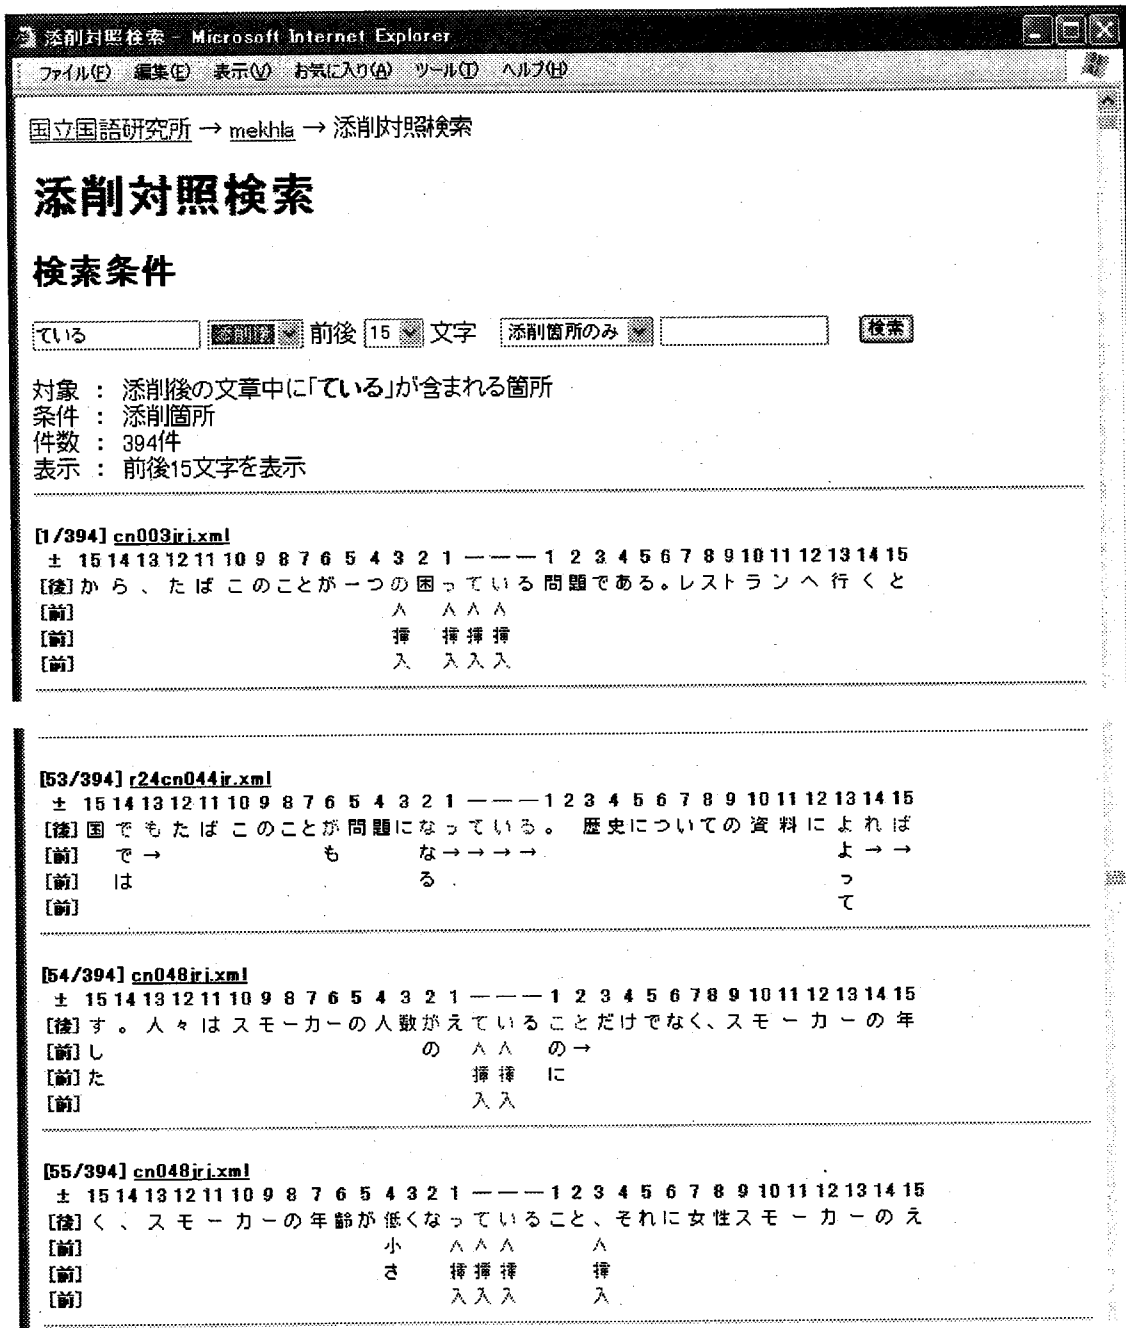 添削対照検索 - Microsoft Internet Explorer
ファイル(F) 編集(E) 表示(V) お気に入り(A) ツール(T) ヘルプ(H)
国立国語研究所 → mekhla → 添削対照検索
添削対照検索
検索条件
ている 添削後 前後 15 文字 添削箇所のみ 検索
対象 : 添削後の文章中に「ている」が含まれる箇所
条件 : 添削箇所
件数 : 394件
表示 : 前後15文字を表示
[1/394] cn003jrj.xml
± 15 14 13 12 11 10 9 8 7 6 5 4 3 2 1 ― ― ― 1 2 3 4 5 6 7 8 9 10 11 12 13 14 15
[後] から、たばこのことが一つの困っている問題である。レストランへ行くと
[前] ∧ ∧ ∧ ∧
[前] 挿 挿 挿 挿
[前] 入 入 入 入
[53/394] r24cn044jr.xml
± 15 14 13 12 11 10 9 8 7 6 5 4 3 2 1 ― ― ― 1 2 3 4 5 6 7 8 9 10 11 12 13 14 15
[後] 国でもたばこのことが問題になっている。 歴史についての資料によれば
[前] で → も な → → → → よ → →
[前] は る っ
[前] て
[54/394] cn048jrj.xml
± 15 14 13 12 11 10 9 8 7 6 5 4 3 2 1 ― ― ― 1 2 3 4 5 6 7 8 9 10 11 12 13 14 15
[後] す。人々はスモーカーの人数がえていることだけでなく、スモーカーの年
[前] し の ∧ ∧ の →
[前] た 挿 挿 に
[前] 入 入
[55/394] cn048jrj.xml
± 15 14 13 12 11 10 9 8 7 6 5 4 3 2 1 ― ― ― 1 2 3 4 5 6 7 8 9 10 11 12 13 14 15
[後] く、スモーカーの年齢が低くなっていること、それに女性スモーカーのえ
[前] 小 ∧ ∧ ∧ ∧
[前] さ 挿 挿 挿 挿
[前] 入 入 入 入